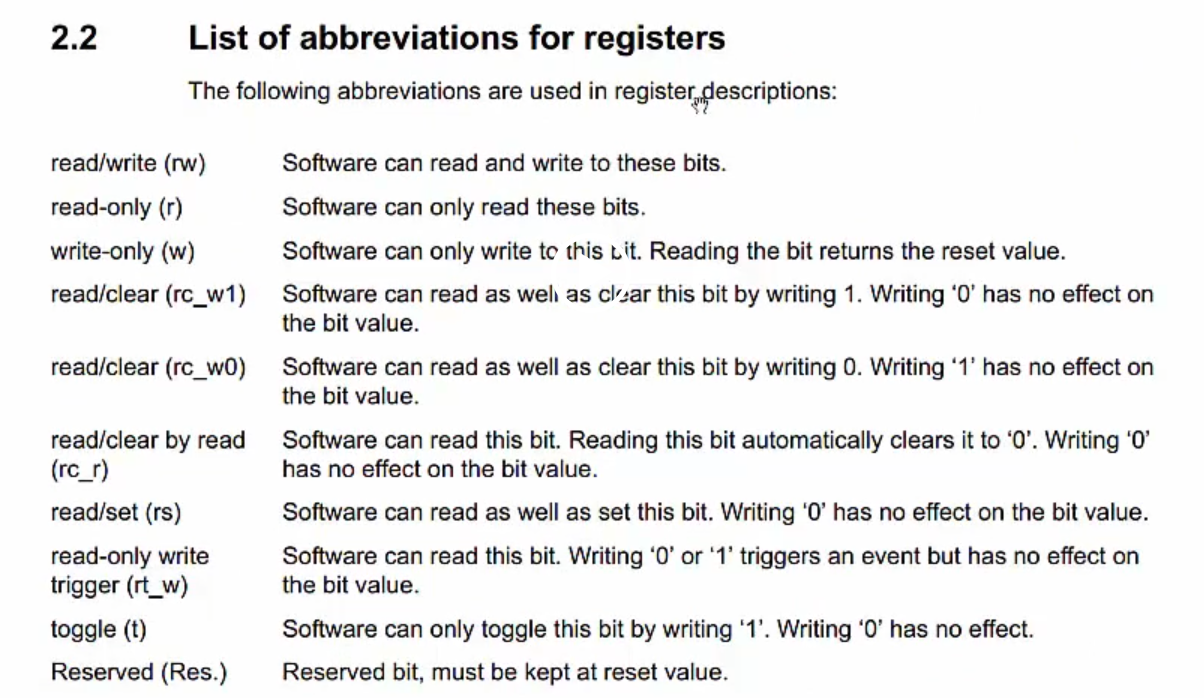 2.2 List of abbreviations for registers
The following abbreviations are used in register descriptions:
read/write (rw) Software can read and write to these bits.
read-only (r) Software can only read these bits.
write-only (w) Software can only write to this bit. Reading the bit returns the reset value.
read/clear (rc_w1) Software can read as well as clear this bit by writing 1. Writing ‘0’ has no effect on
the bit value.
read/clear (rc_w0) Software can read as well as clear this bit by writing 0. Writing ‘1’ has no effect on
the bit value.
read/clear by read Software can read this bit. Reading this bit automatically clears it to ‘0’. Writing ‘0’
(rc_r) has no effect on the bit value.
read/set (rs) Software can read as well as set this bit. Writing ‘0’ has no effect on the bit value.
read-only write Software can read this bit. Writing ‘0’ or ‘1’ triggers an event but has no effect on
trigger (rt_w) the bit value.
toggle (t) Software can only toggle this bit by writing ‘1’. Writing ‘0’ has no effect.
Reserved (Res.) Reserved bit, must be kept at reset value.